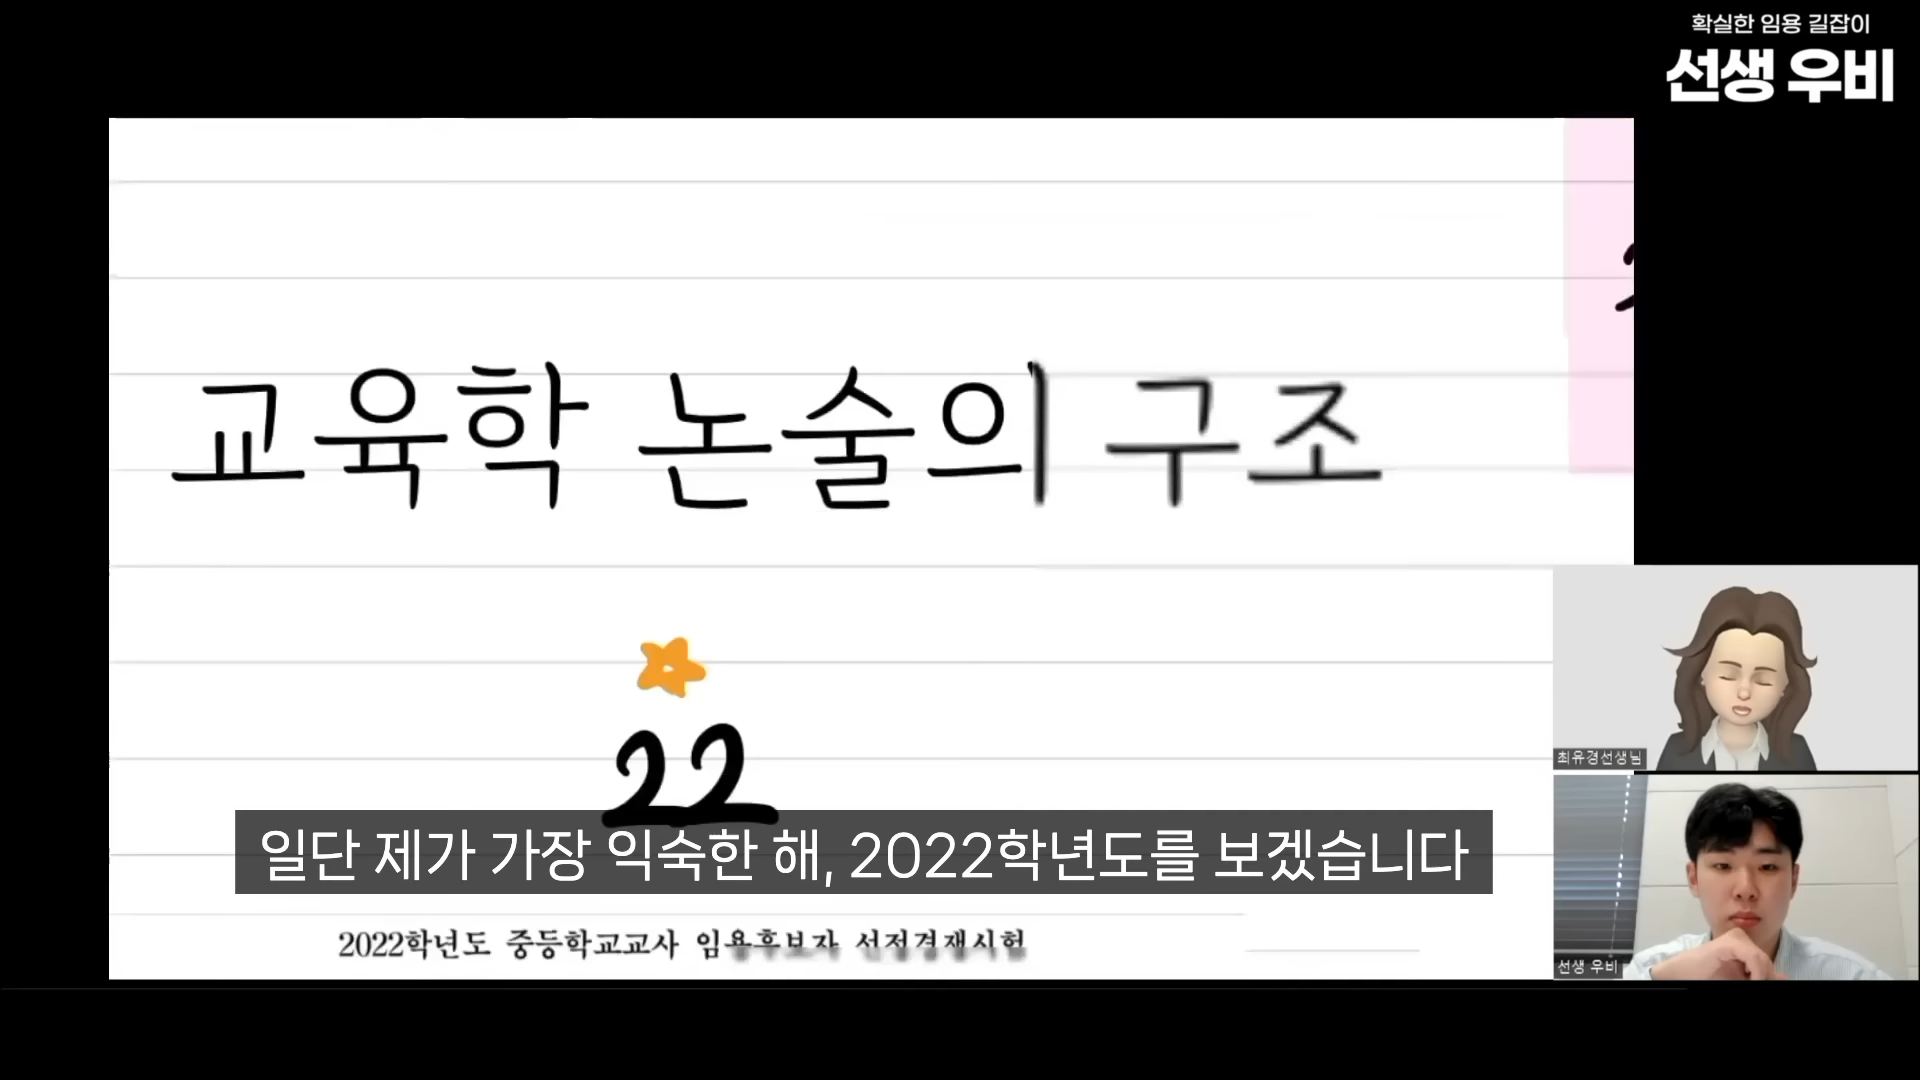 확실한 임용 길잡이
선생 우비
교육학 논술의 구조
22
일단 제가 가장 익숙한 해, 2022학년도를 보겠습니다
2022학년도 중등학교교사 임용후보자 선정경쟁시험
최유경선생님
선생 우비